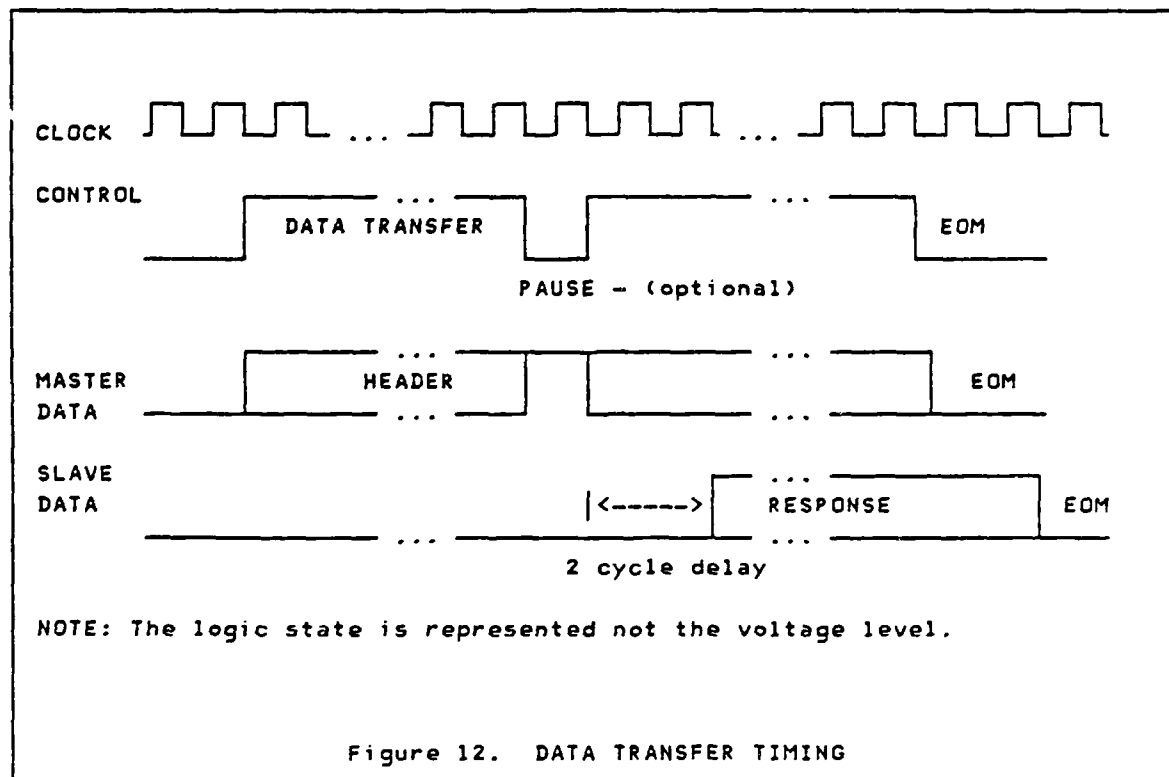 CLOCK ... ...
CONTROL ... ...
DATA TRANSFER EOM
PAUSE - (optional)
... ...
MASTER HEADER EOM
DATA ... ...
SLAVE ...
DATA |<-----> RESPONSE EOM
... ...
2 cycle delay
NOTE: The logic state is represented not the voltage level.
Figure 12. DATA TRANSFER TIMING